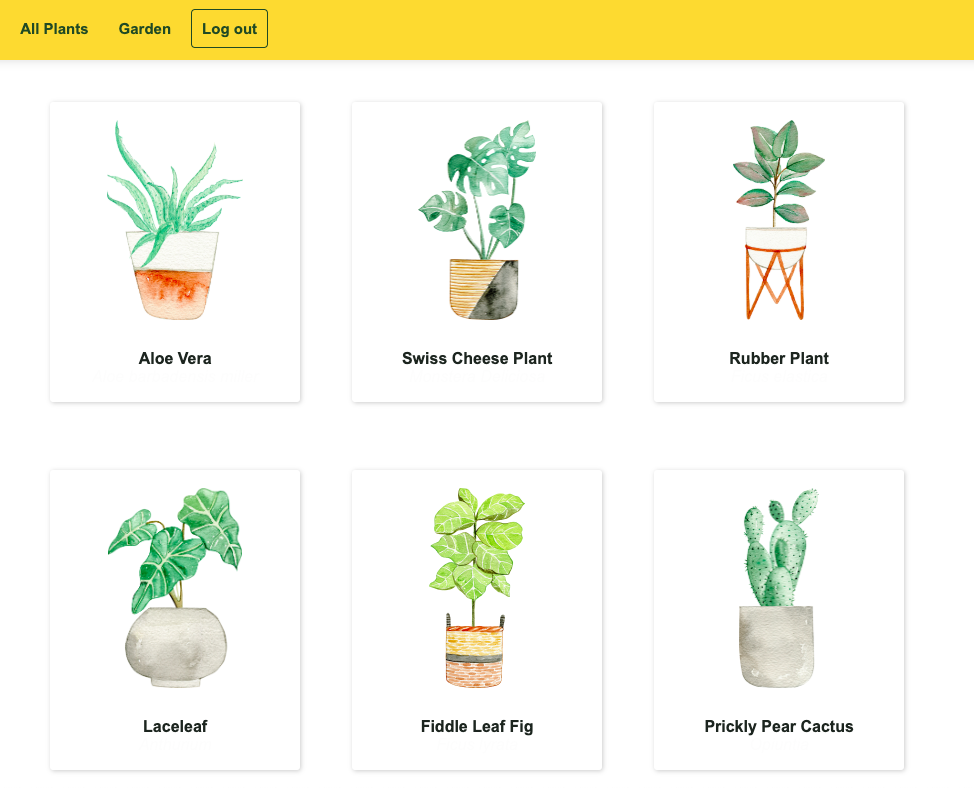 All Plants Garden Log out
Aloe Vera Swiss Cheese Plant Rubber Plant
Laceleaf Fiddle Leaf Fig Prickly Pear Cactus